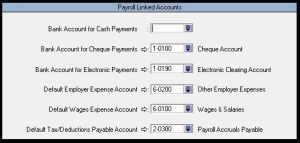 Payroll Linked Accounts
Bank Account for Cash Payments :
Bank Account for Cheque Payments : 1-0100 Cheque Account
Bank Account for Electronic Payments : 1-0190 Electronic Clearing Account
Default Employer Expense Account : 6-0200 Other Employer Expenses
Default Wages Expense Account : 6-0100 Wages & Salaries
Default Tax/Deductions Payable Account : 2-0300 Payroll Accruals Payable